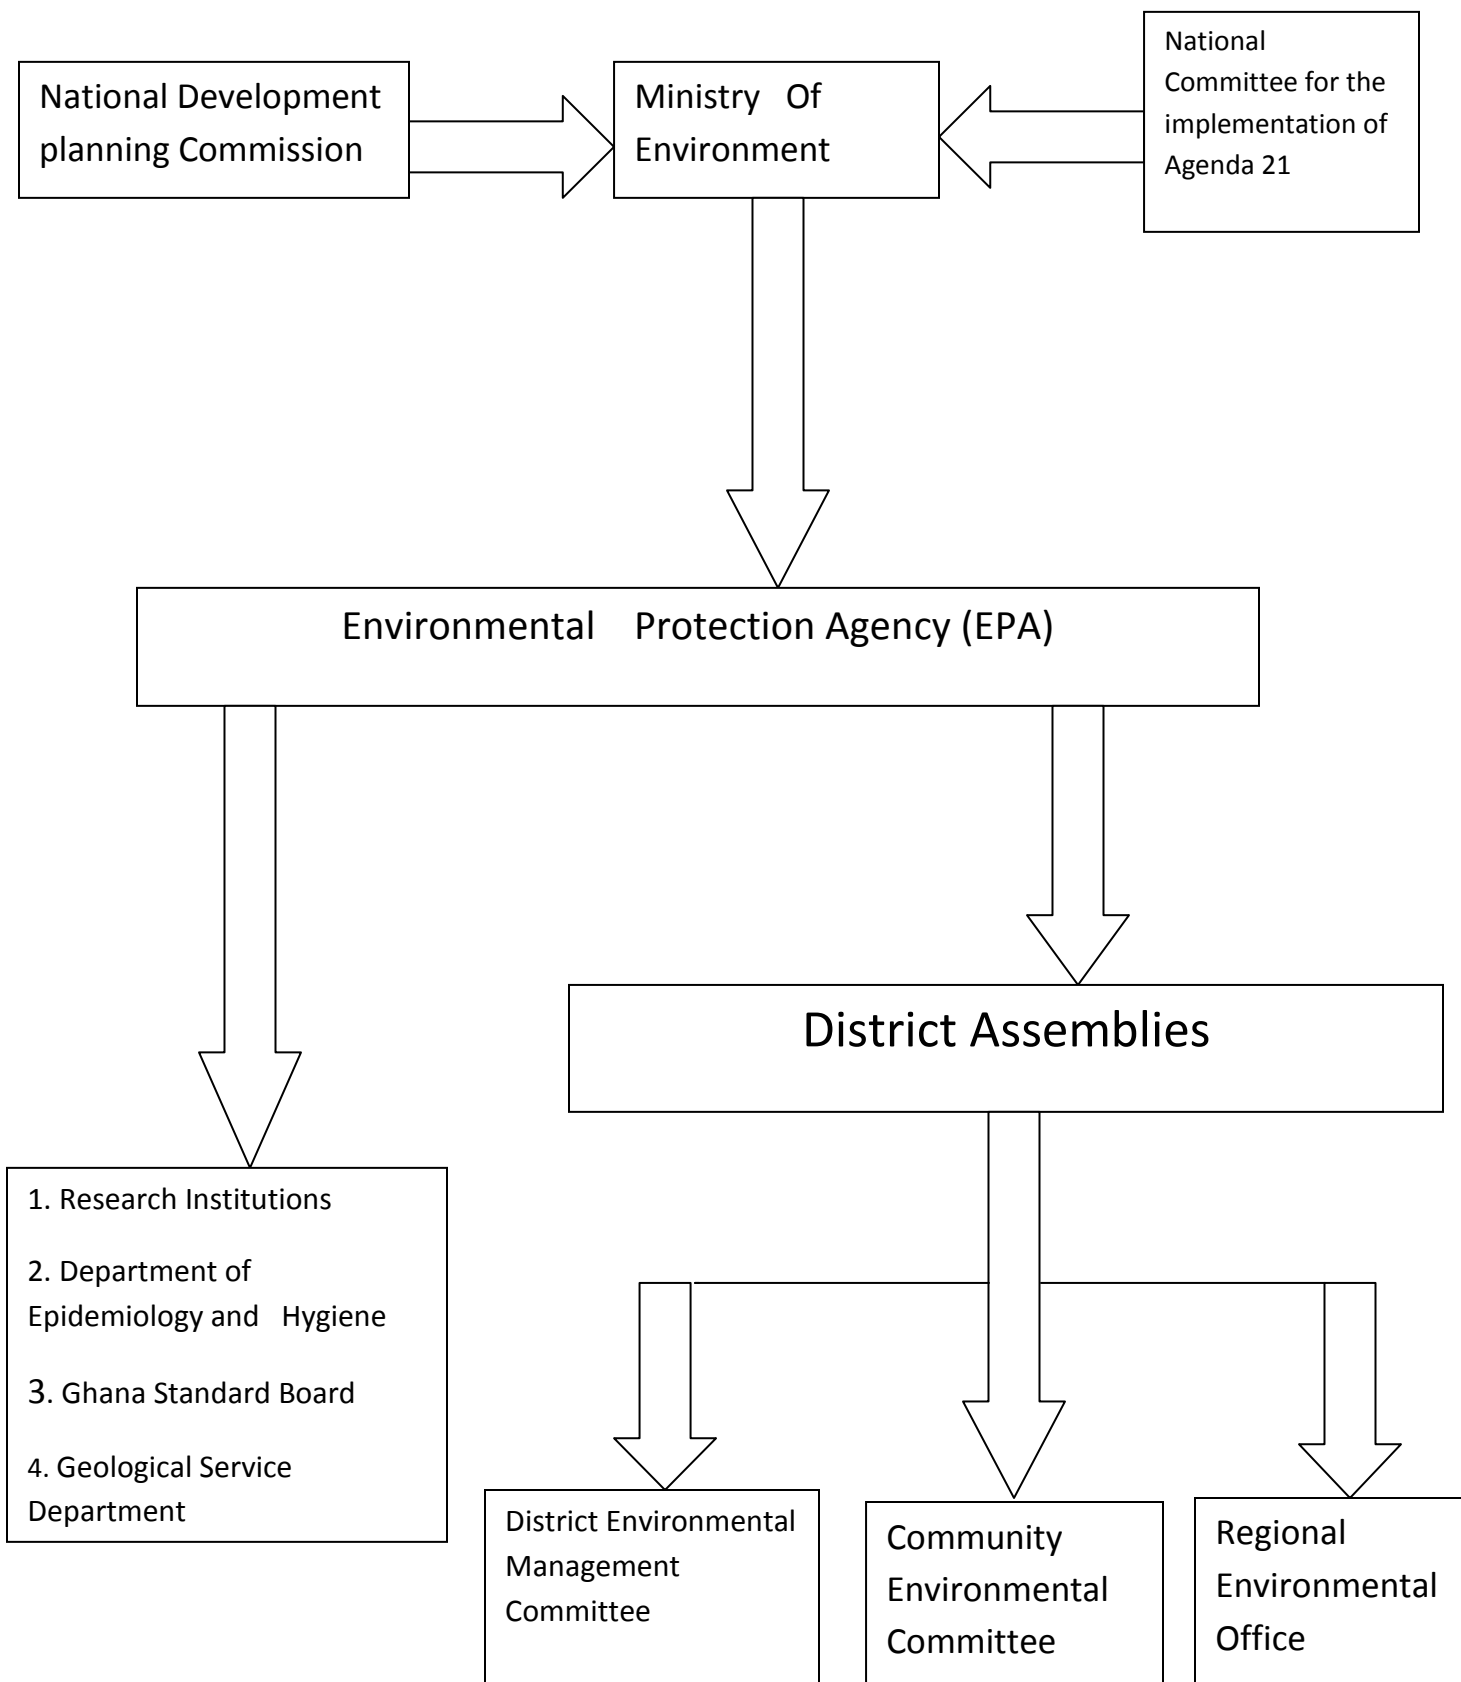 National Development
planning Commission
Ministry Of
Environment
National
Committee for the
implementation of
Agenda 21
Environmental Protection Agency (EPA)
District Assemblies
1. Research Institutions
2. Department of
Epidemiology and Hygiene
3. Ghana Standard Board
4. Geological Service
Department
District Environmental
Management
Committee
Community
Environmental
Committee
Regional
Environmental
Office